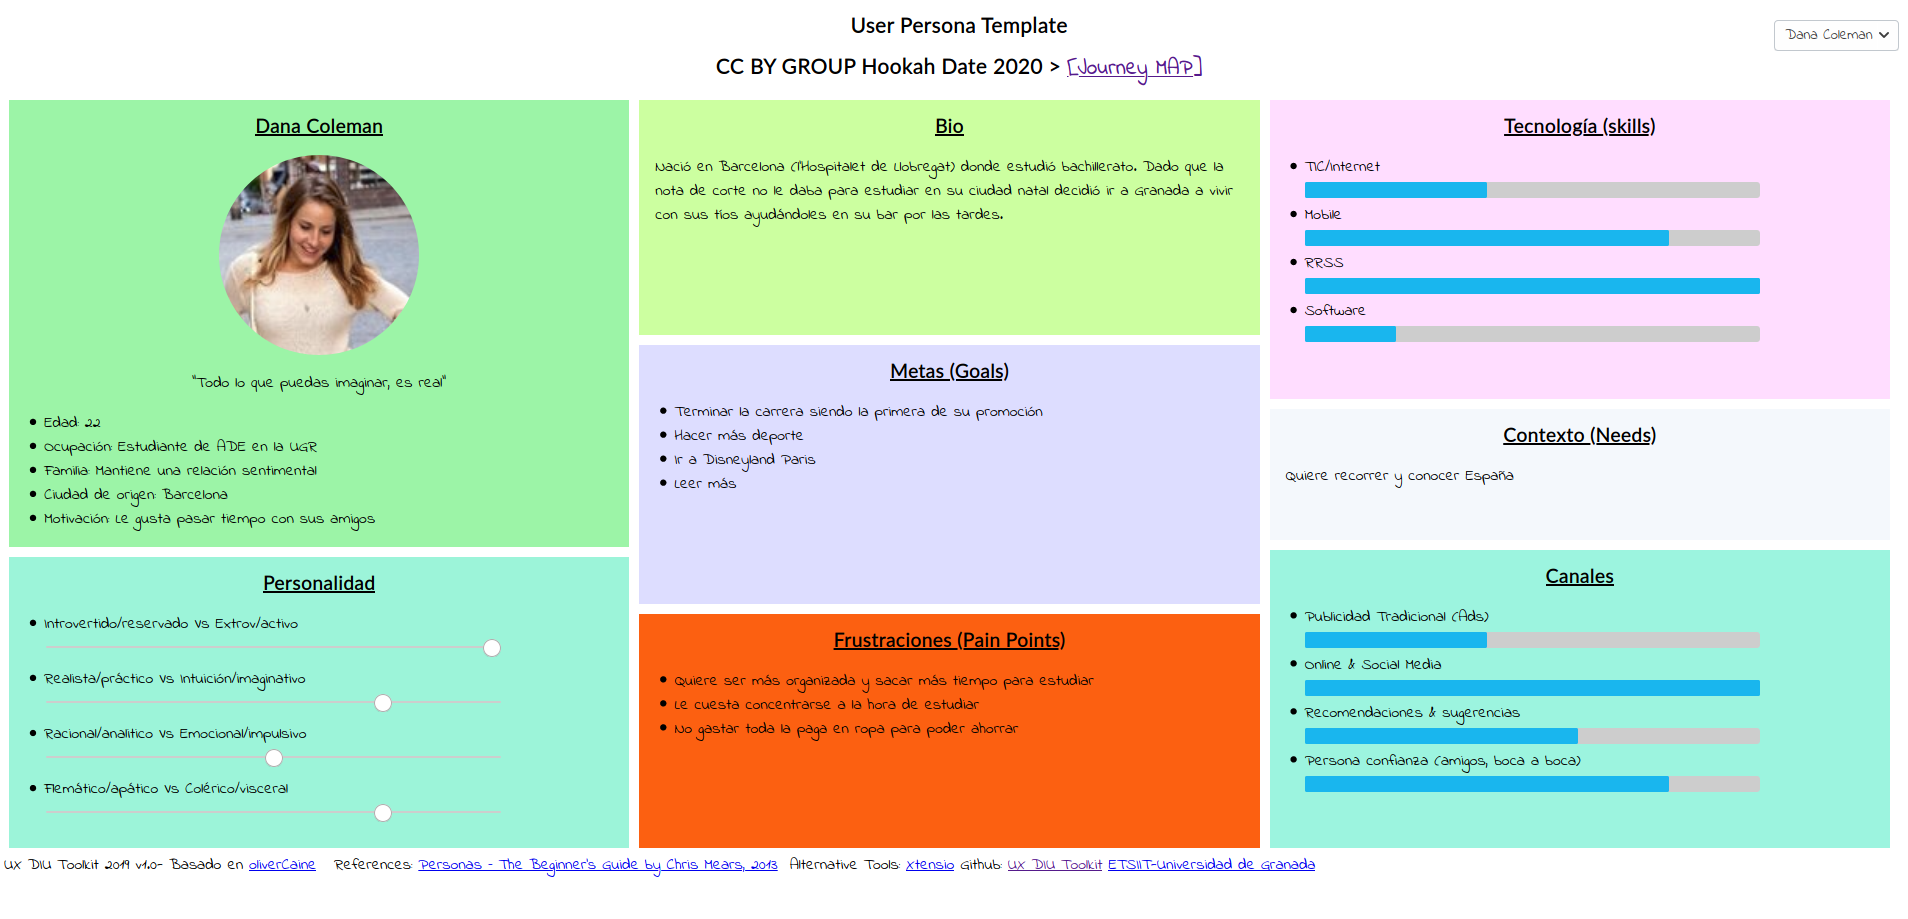 User Persona Template
Dana Coleman
CC BY GROUP Hookah Date 2020 > [Journey MAP]
Dana Coleman
"Todo lo que puedas imaginar, es real"
Edad: 22
Ocupación: Estudiante de ADE en la UGR
Familia: Mantiene una relación sentimental
Ciudad de origen: Barcelona
Motivación: Le gusta pasar tiempo con sus amigos
Personalidad
Introvertido/reservado Vs Extrov/activo
Realista/práctico Vs Intuición/imaginativo
Racional/analitico Vs Emocional/impulsivo
Flemático/apático Vs Colérico/visceral
Bio
Nació en Barcelona (l'Hospitalet de Llobregat) donde estudió bachillerato. Dado que la
nota de corte no le daba para estudiar en su ciudad natal decidió ir a Granada a vivir
con sus tíos ayudándoles en su bar por las tardes.
Metas (Goals)
Terminar la carrera siendo la primera de su promoción
Hacer más deporte
Ir a Disneyland Paris
Leer más
Frustraciones (Pain Points)
Quiere ser más organizada y sacar más tiempo para estudiar
Le cuesta concentrarse a la hora de estudiar
No gastar toda la paga en ropa para poder ahorrar
Tecnología (skills)
TIC/Internet
Mobile
RRSS
Software
Contexto (Needs)
Quiere recorrer y conocer España
Canales
Publicidad Tradicional (Ads)
Online & Social Media
Recomendaciones & sugerencias
Persona confianza (amigos, boca a boca)
UX DIU Toolkit 2019 v1.0- Basado en oliverCaine References: Personas - The Beginner's Guide by Chris Mears, 2013 Alternative Tools: Xtensio Github: UX DIU Toolkit ETSIIT-Universidad de Granada